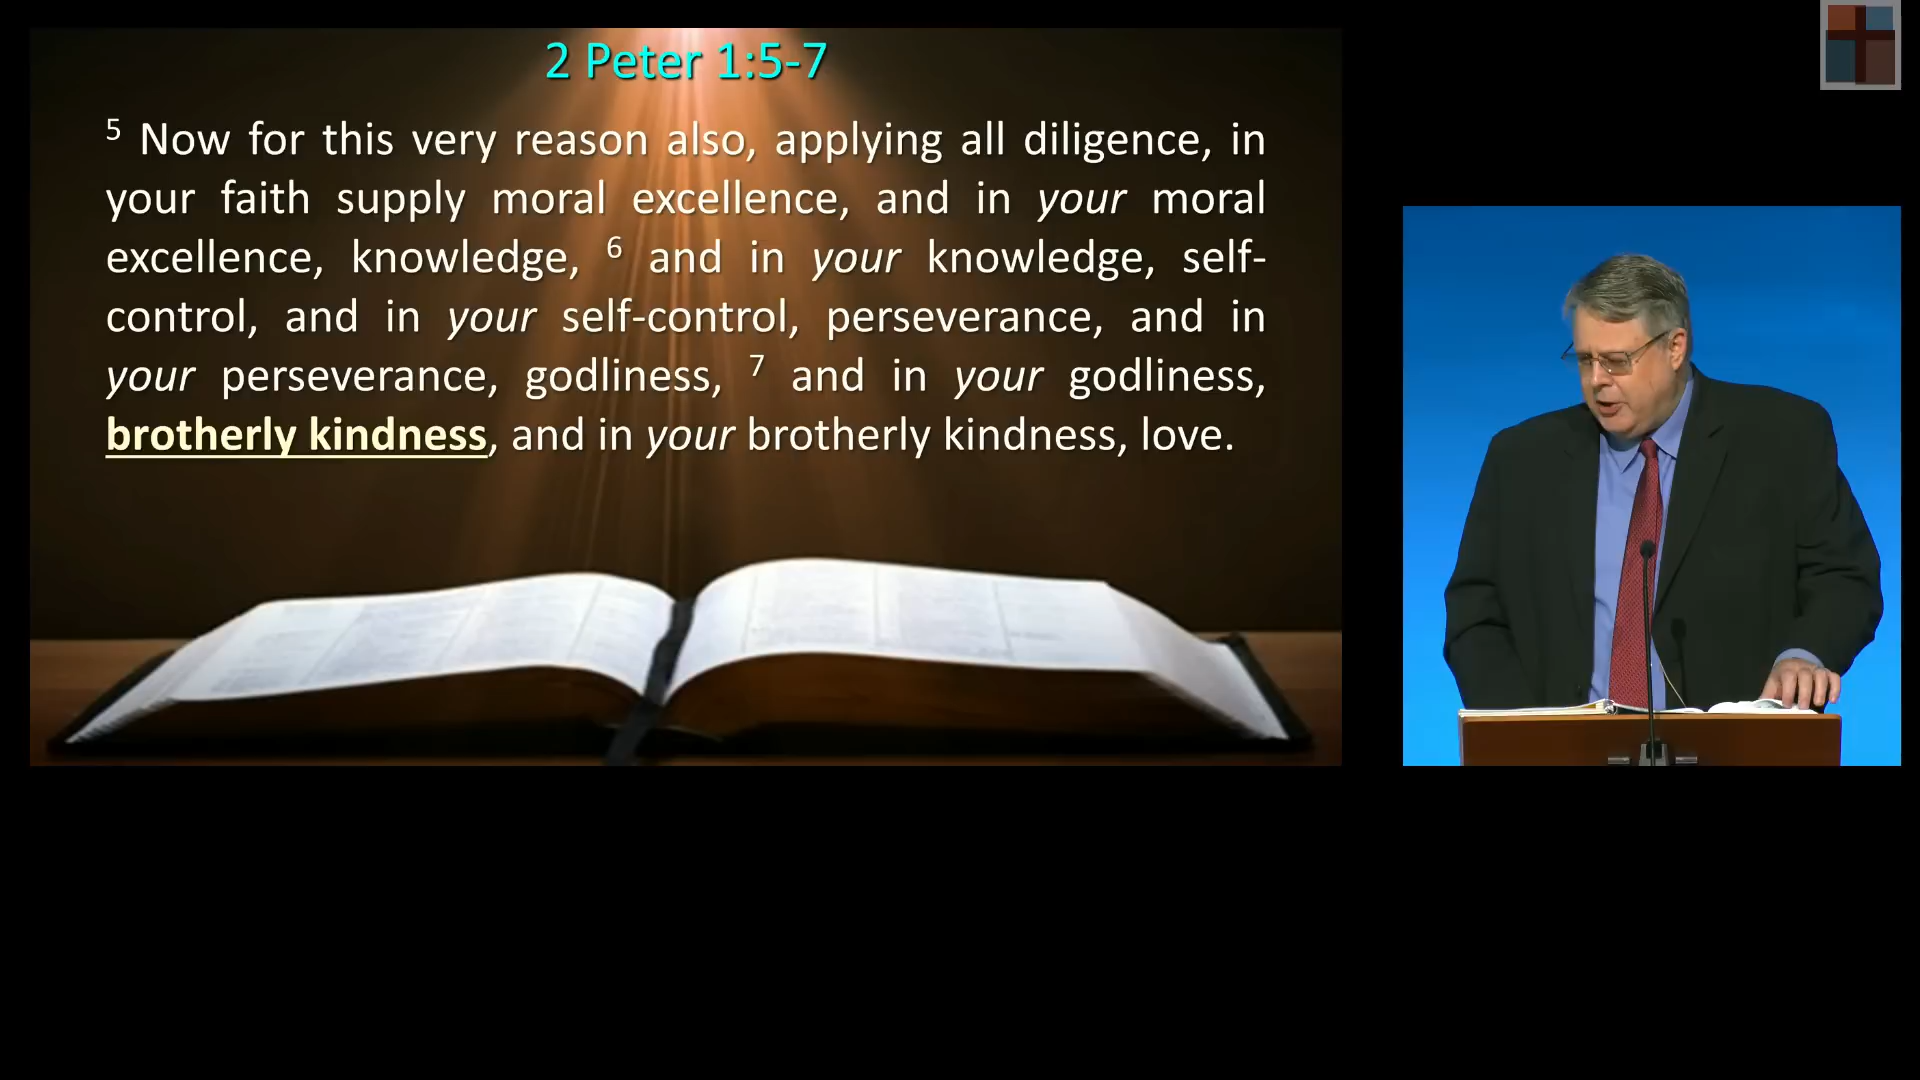 2 Peter 1:5-7
5 Now for this very reason also, applying all diligence, in
your faith supply moral excellence, and in your moral
excellence, knowledge, 6 and in your knowledge, self-
control, and in your self-control, perseverance, and in
your perseverance, godliness, 7 and in your godliness,
brotherly kindness, and in your brotherly kindness, love.